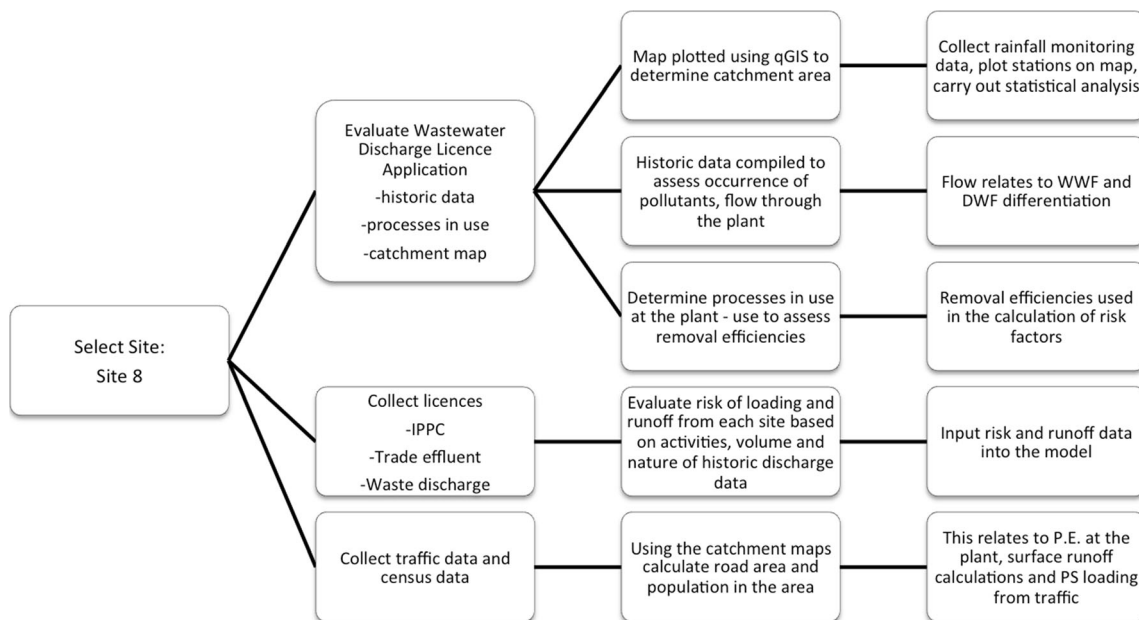 Select Site:
Site 8
Evaluate Wastewater
Discharge Licence
Application
-historic data
-processes in use
-catchment map
Map plotted using qGIS to
determine catchment area
Collect rainfall monitoring
data, plot stations on map,
carry out statistical analysis
Historic data compiled to
assess occurrence of
pollutants, flow through
the plant
Flow relates to WWF and
DWF differentiation
Determine processes in use
at the plant - use to assess
removal efficiencies
Removal efficiencies used
in the calculation of risk
factors
Collect licences
-IPPC
-Trade effluent
-Waste discharge
Evaluate risk of loading and
runoff from each site based
on activities, volume and
nature of historic discharge
data
Input risk and runoff data
into the model
Collect traffic data and
census data
Using the catchment maps
calculate road area and
population in the area
This relates to P.E. at the
plant, surface runoff
calculations and PS loading
from traffic